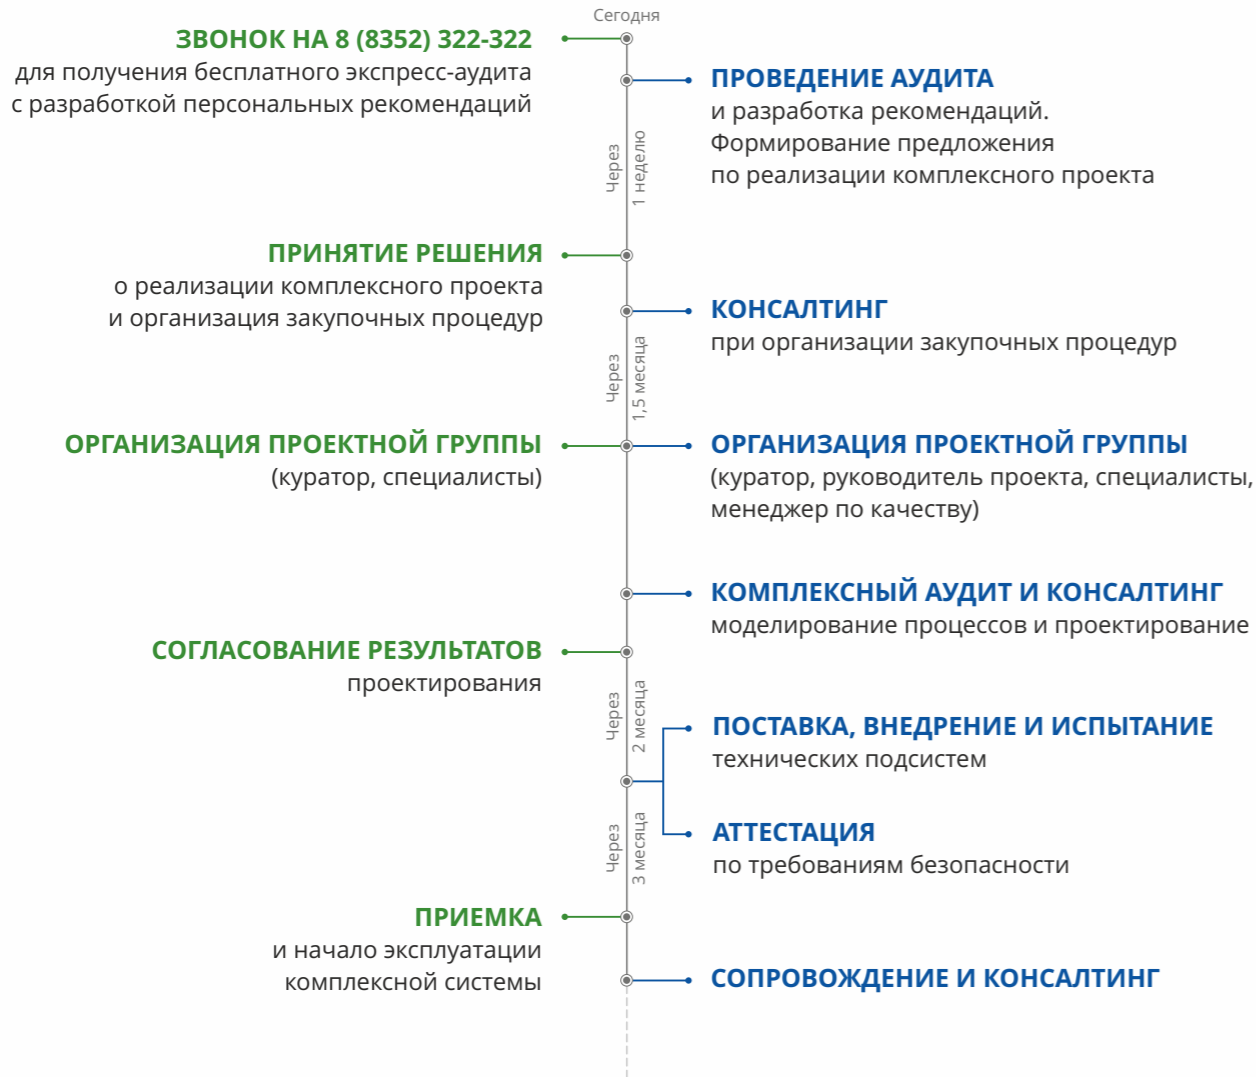 Сегодня
ЗВОНОК НА 8 (8352) 322-322
для получения бесплатного экспресс-аудита
с разработкой персональных рекомендаций
ПРОВЕДЕНИЕ АУДИТА
и разработка рекомендаций.
Формирование предложения
по реализации комплексного проекта
Через
1 неделю
ПРИНЯТИЕ РЕШЕНИЯ
о реализации комплексного проекта
и организация закупочных процедур
КОНСАЛТИНГ
при организации закупочных процедур
Через
1,5 месяца
ОРГАНИЗАЦИЯ ПРОЕКТНОЙ ГРУППЫ
(куратор, специалисты)
ОРГАНИЗАЦИЯ ПРОЕКТНОЙ ГРУППЫ
(куратор, руководитель проекта, специалисты,
менеджер по качеству)
КОМПЛЕКСНЫЙ АУДИТ И КОНСАЛТИНГ
моделирование процессов и проектирование
СОГЛАСОВАНИЕ РЕЗУЛЬТАТОВ
проектирования
Через
2 месяца
ПОСТАВКА, ВНЕДРЕНИЕ И ИСПЫТАНИЕ
технических подсистем
АТТЕСТАЦИЯ
по требованиям безопасности
Через
3 месяца
ПРИЕМКА
и начало эксплуатации
комплексной системы
СОПРОВОЖДЕНИЕ И КОНСАЛТИНГ